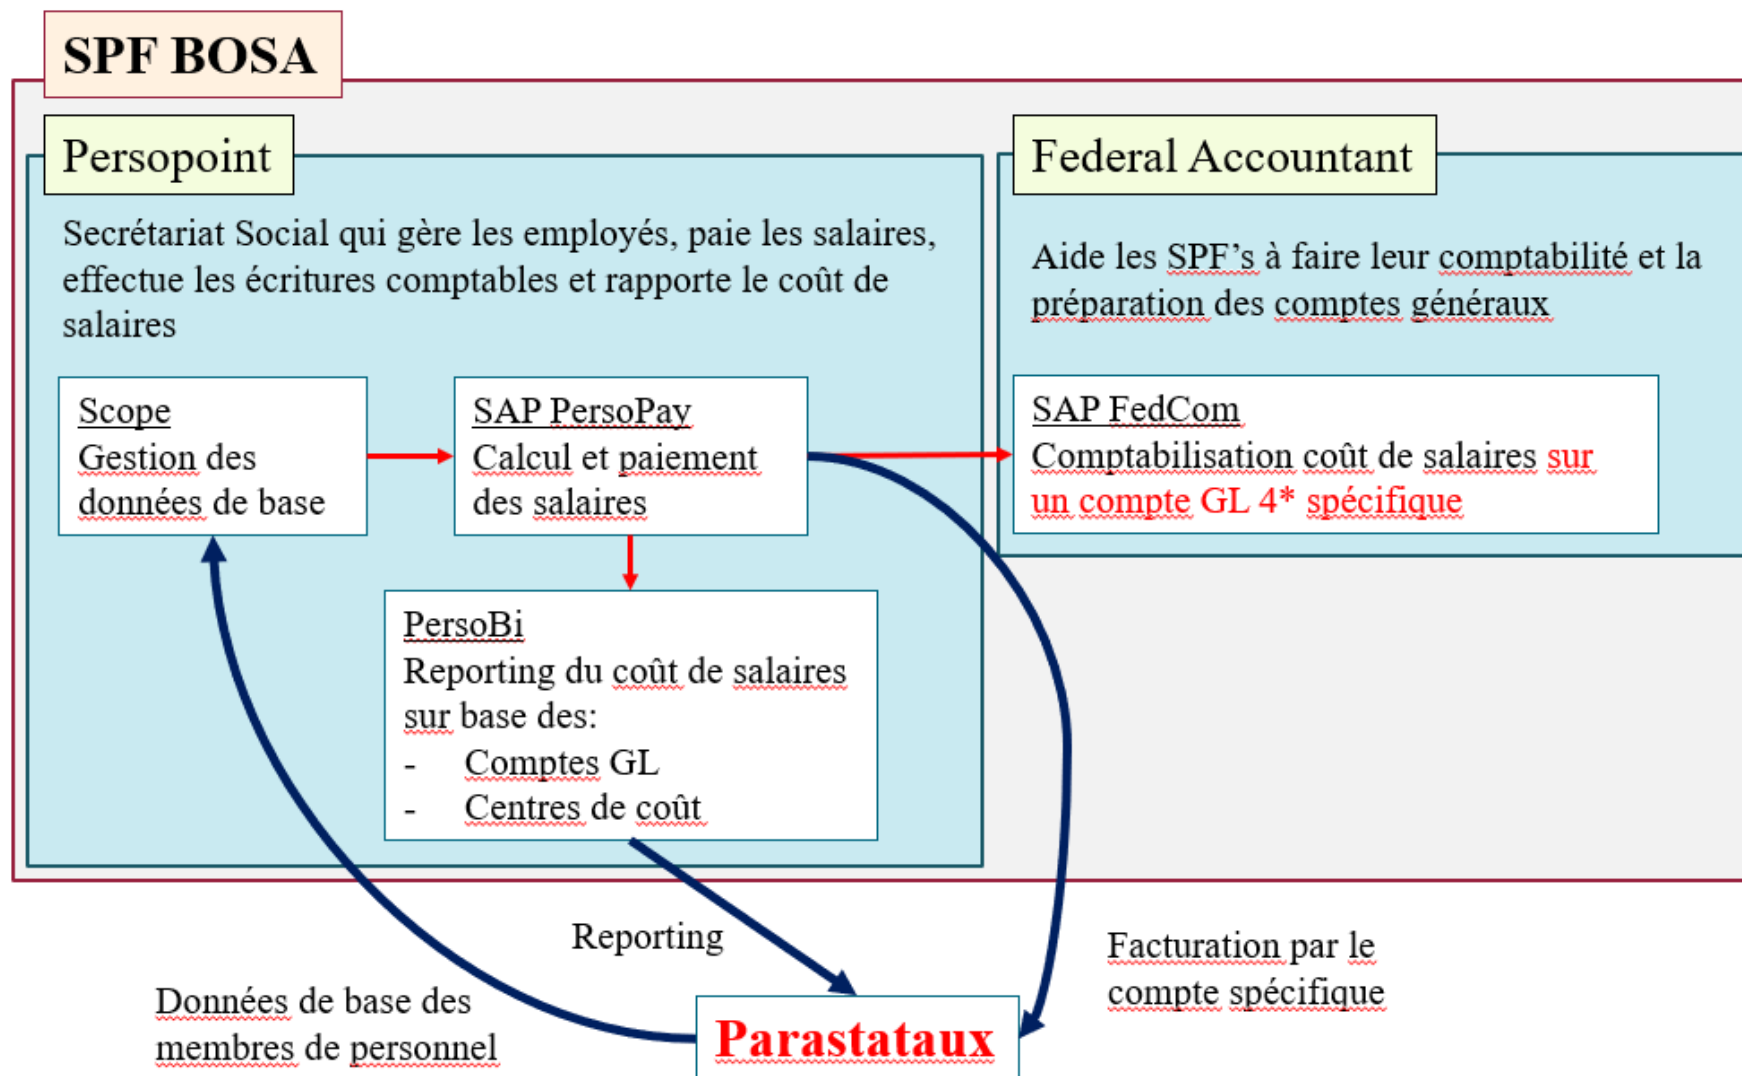 SPF BOSA
Persopoint
Secrétariat Social qui gère les employés, paie les salaires,
effectue les écritures comptables et rapporte le coût de
salaires
Federal Accountant
Aide les SPF’s à faire leur comptabilité et la
préparation des comptes généraux
Scope
Gestion des
données de base
SAP PersoPay
Calcul et paiement
des salaires
SAP FedCom
Comptabilisation coût de salaires sur
un compte GL 4* spécifique
PersoBi
Reporting du coût de salaires
sur base des:
- Comptes GL
- Centres de coût
Reporting
Facturation par le
compte spécifique
Données de base des
membres de personnel
Parastataux